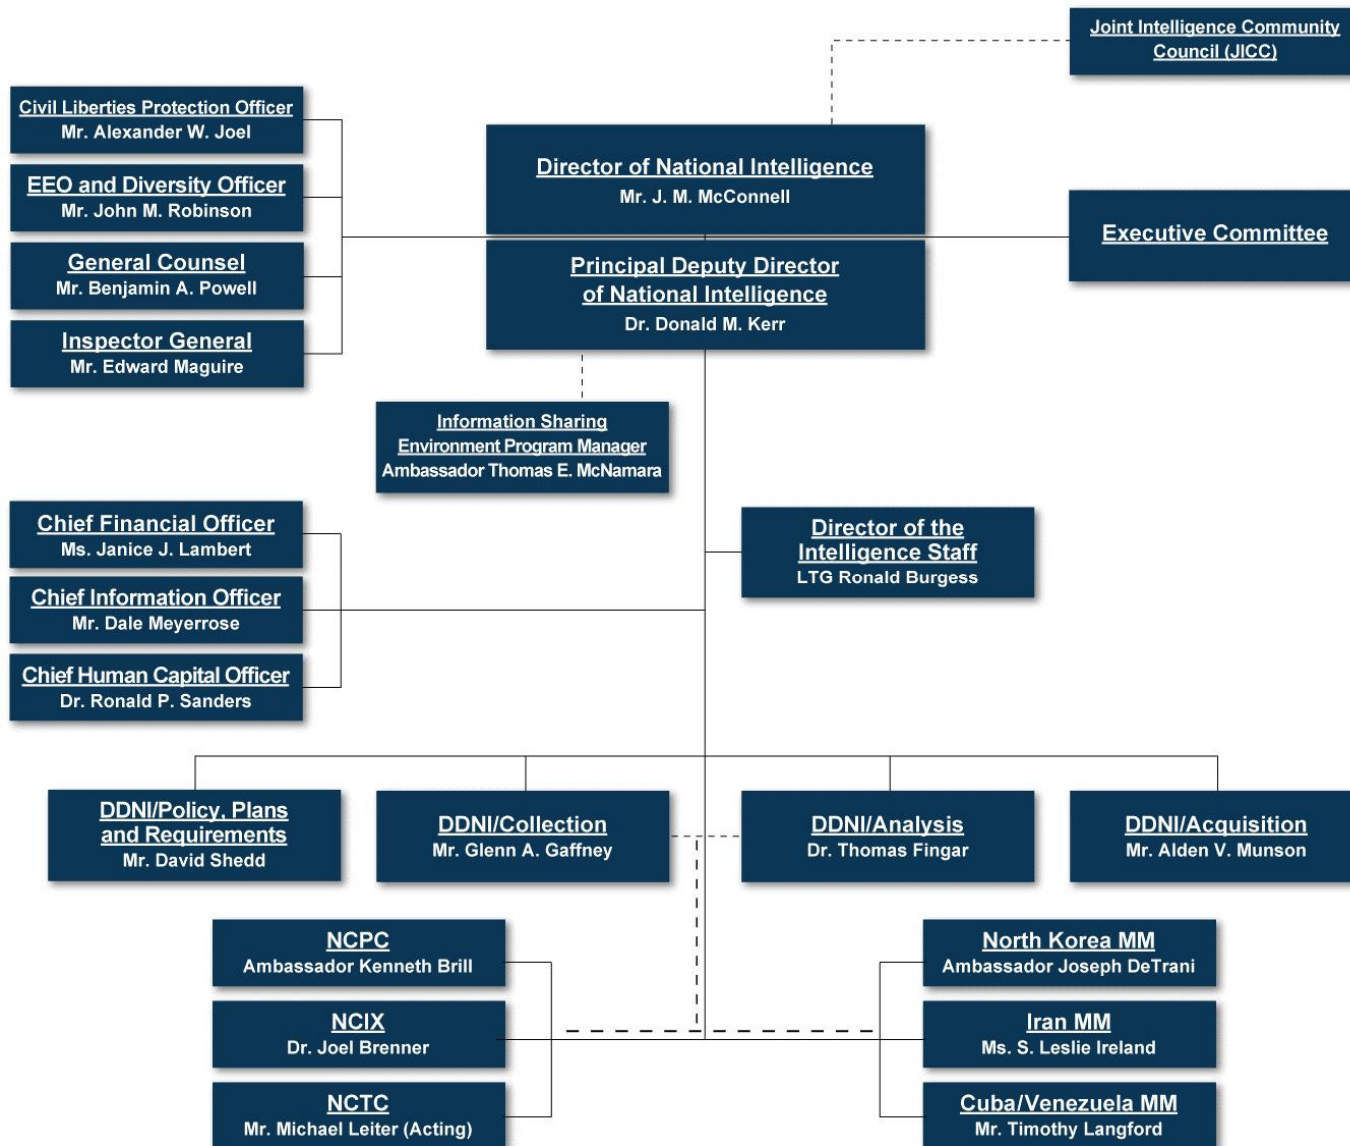 Joint Intelligence Community
Council (JICC)
Civil Liberties Protection Officer
Mr. Alexander W. Joel
EEO and Diversity Officer
Mr. John M. Robinson
General Counsel
Mr. Benjamin A. Powell
Inspector General
Mr. Edward Maguire
Director of National Intelligence
Mr. J. M. McConnell
Principal Deputy Director
of National Intelligence
Dr. Donald M. Kerr
Executive Committee
Information Sharing
Environment Program Manager
Ambassador Thomas E. McNamara
Chief Financial Officer
Ms. Janice J. Lambert
Chief Information Officer
Mr. Dale Meyerrose
Chief Human Capital Officer
Dr. Ronald P. Sanders
Director of the
Intelligence Staff
LTG Ronald Burgess
DDNI/Policy, Plans
and Requirements
Mr. David Shedd
DDNI/Collection
Mr. Glenn A. Gaffney
DDNI/Analysis
Dr. Thomas Fingar
DDNI/Acquisition
Mr. Alden V. Munson
NCPC
Ambassador Kenneth Brill
NCIX
Dr. Joel Brenner
NCTC
Mr. Michael Leiter (Acting)
North Korea MM
Ambassador Joseph DeTrani
Iran MM
Ms. S. Leslie Ireland
Cuba/Venezuela MM
Mr. Timothy Langford